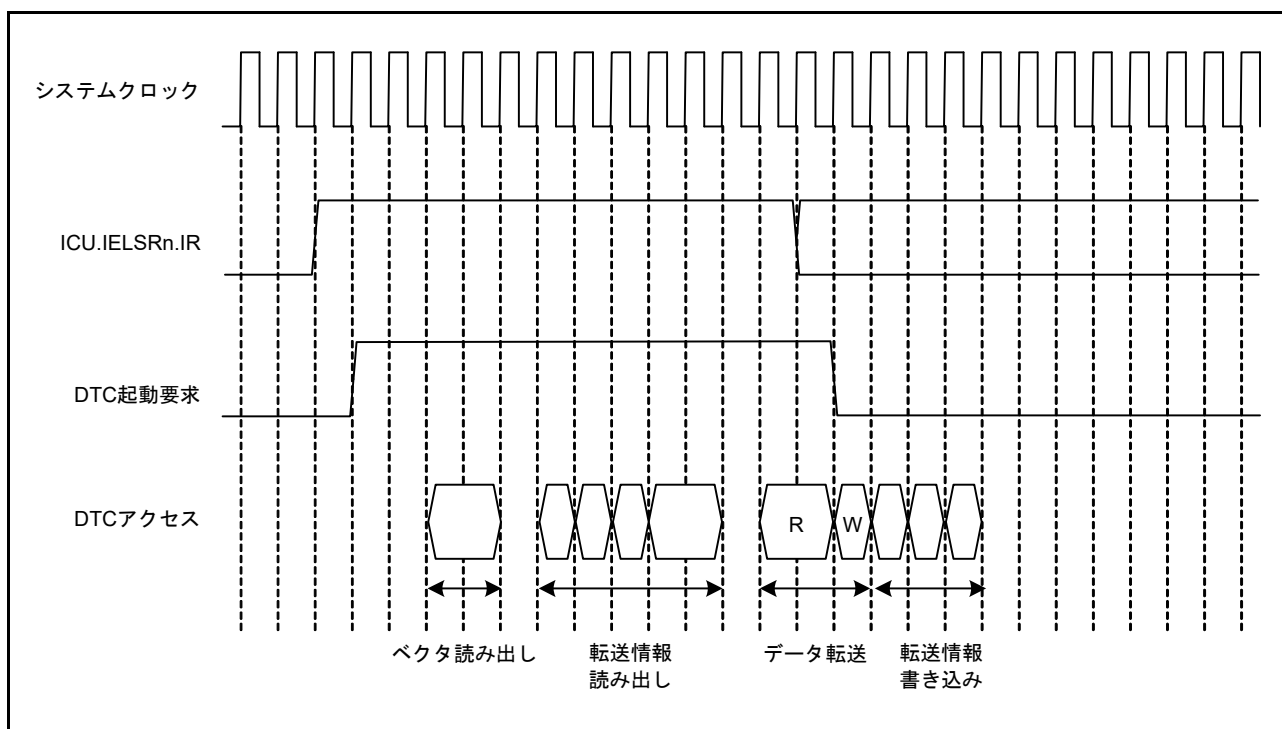 システムクロック
ICU.IELSRn.IR
DTC起動要求
DTCアクセス
R
W
ベクタ読み出し
転送情報
読み出し
データ転送
転送情報
書き込み